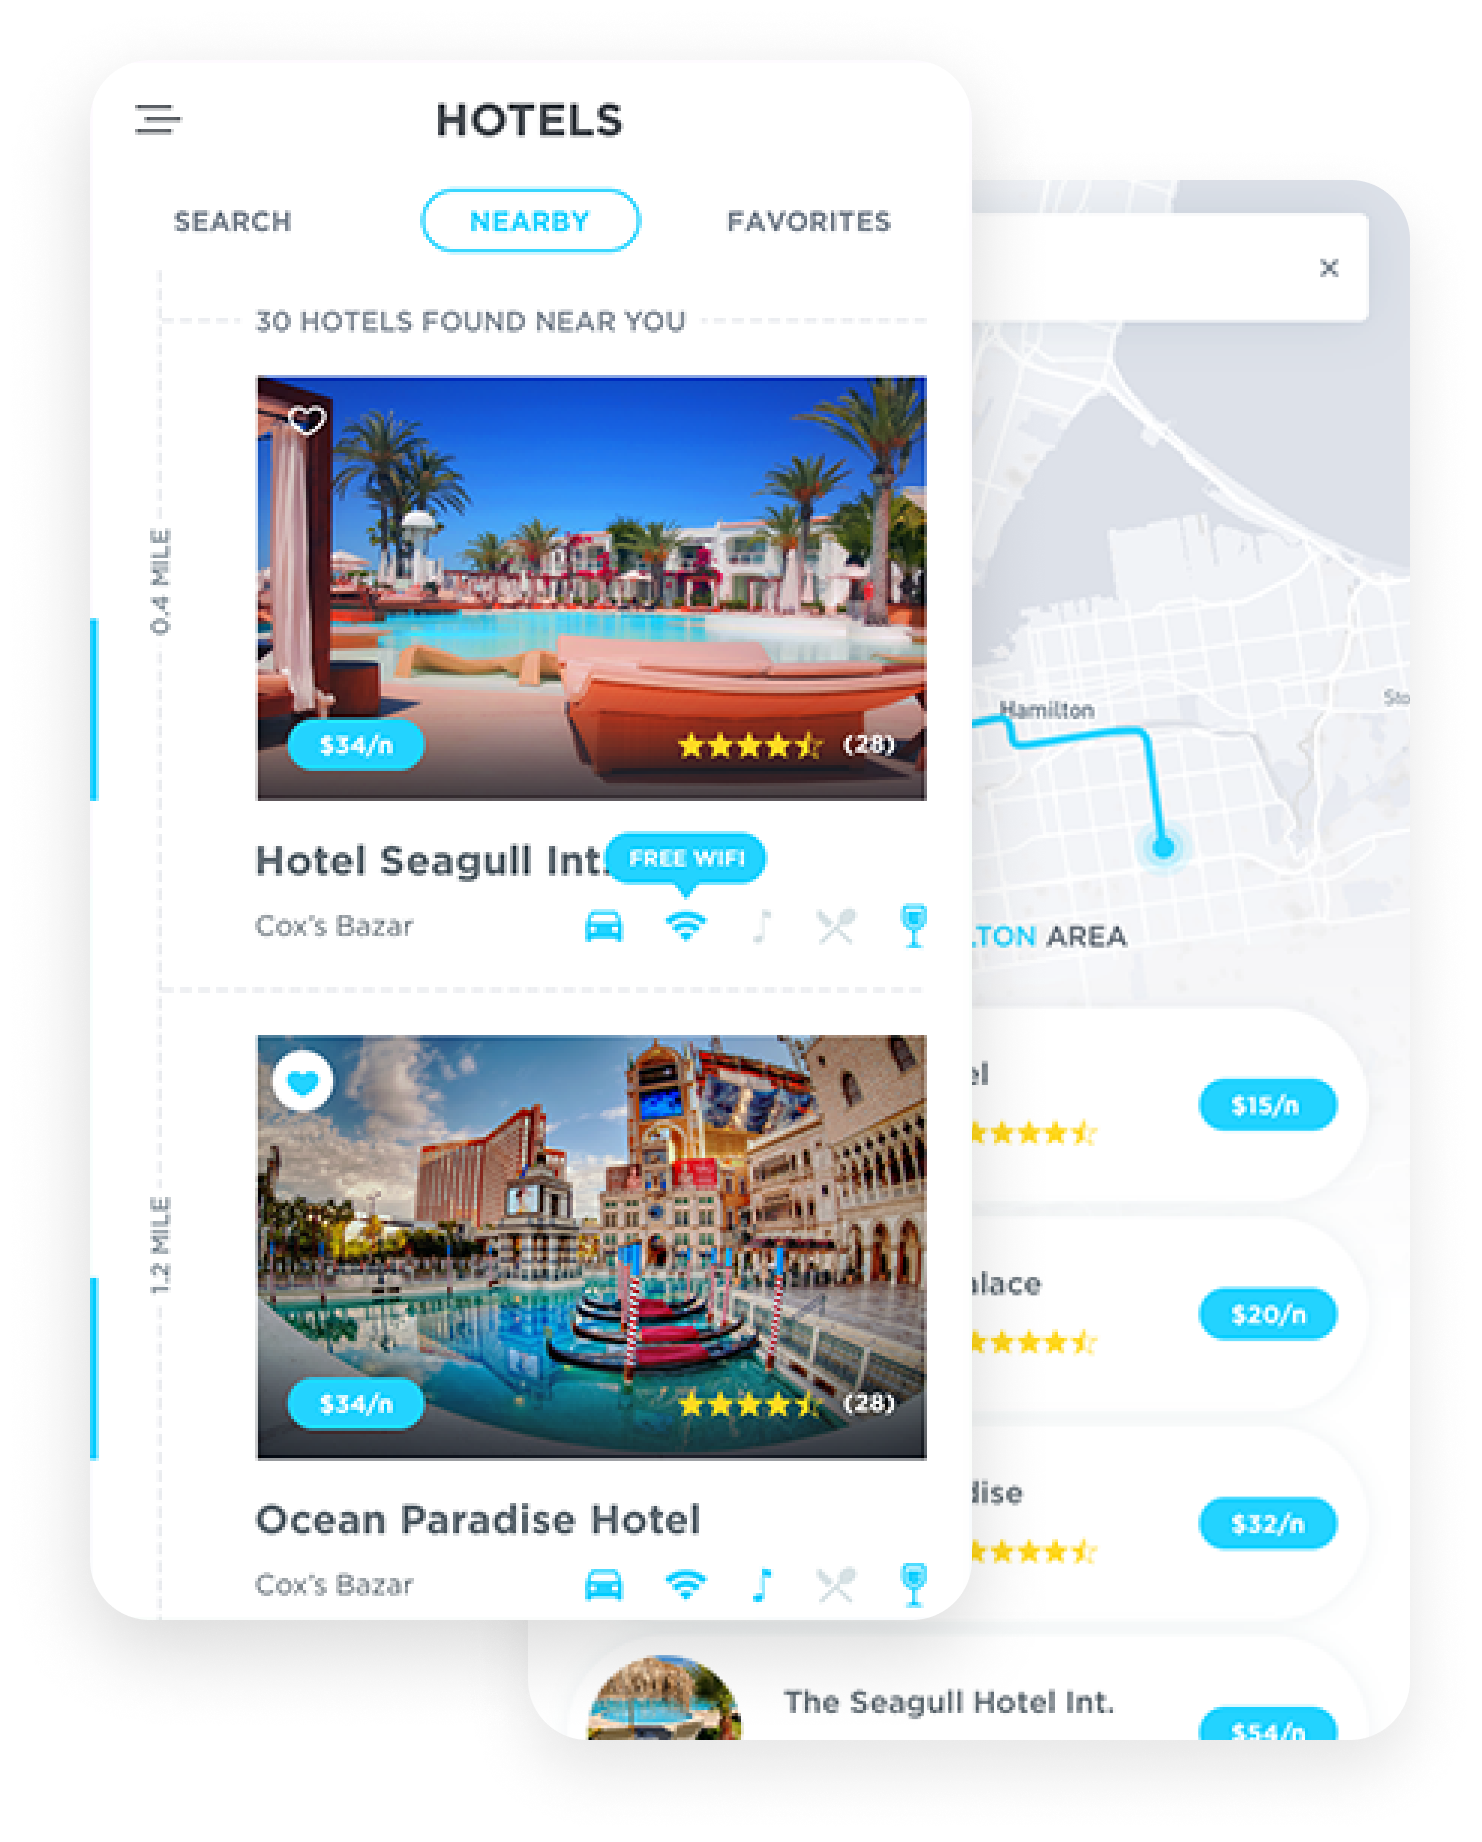 HOTELS
SEARCH
NEARBY
FAVORITES
30 HOTELS FOUND NEAR YOU
0.4 MILE
$34/n
(28)
Hotel Seagull Int.
FREE WIFI
Cox's Bazar
1.2 MILE
$34/n
(28)
Ocean Paradise Hotel
Cox's Bazar
Hamilton
Sto
LTON AREA
el
$15/n
alace
$20/n
dise
$32/n
The Seagull Hotel Int.
$54/n